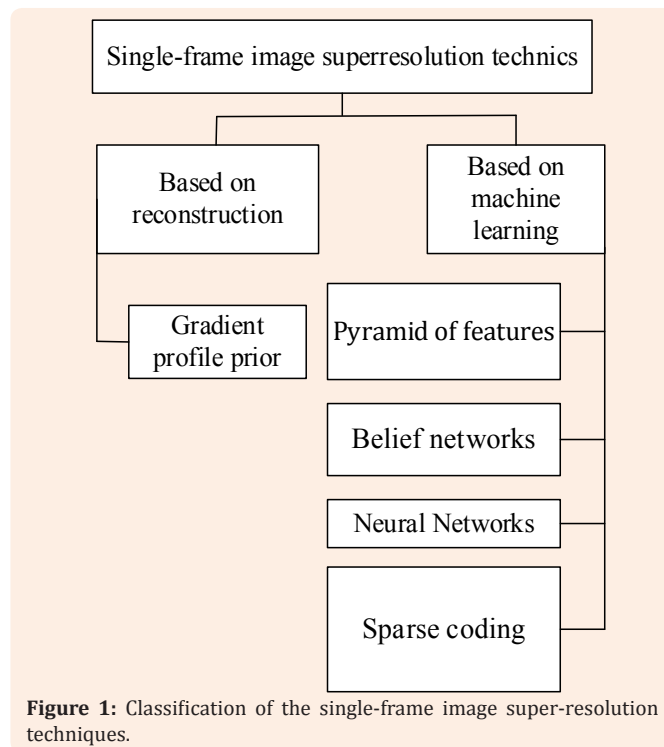 Single-frame image superresolution technics
Based on
reconstruction
Based on
machine
learning
Gradient
profile prior
Pyramid of features
Belief networks
Neural Networks
Sparse coding
Figure 1: Classification of the single-frame image super-resolution
techniques.